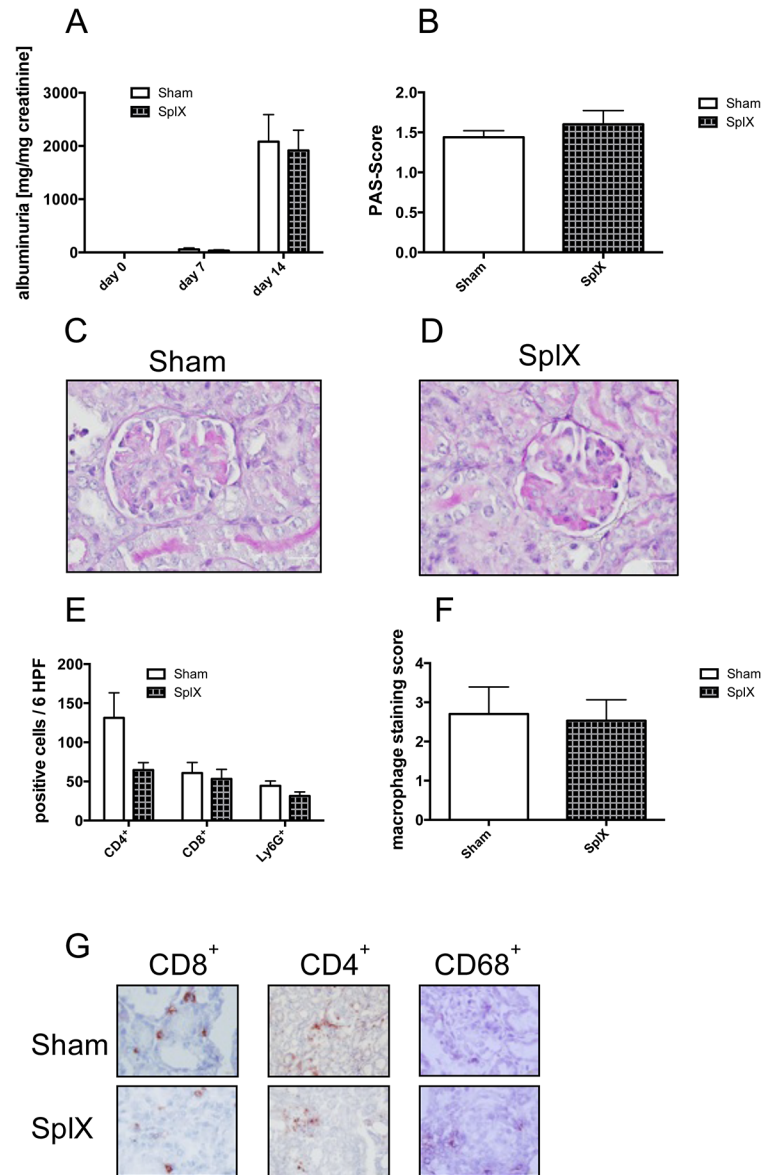 A
albuminuria [mg/mg creatinine]
3000
2000
1000
0
Sham
SplX
day 0
day 7
day 14
B
PAS-Score
2.0
1.5
1.0
0.5
0.0
Sham
SplX
Sham
SplX
C
Sham
D
SplX
E
positive cells / 6 HPF
200
150
100
50
0
Sham
SplX
CD4+
CD8+
Ly6G+
F
macrophage staining score
4
3
2
1
0
Sham
SplX
Sham
SplX
G
CD8+
CD4+
CD68+
Sham
SplX